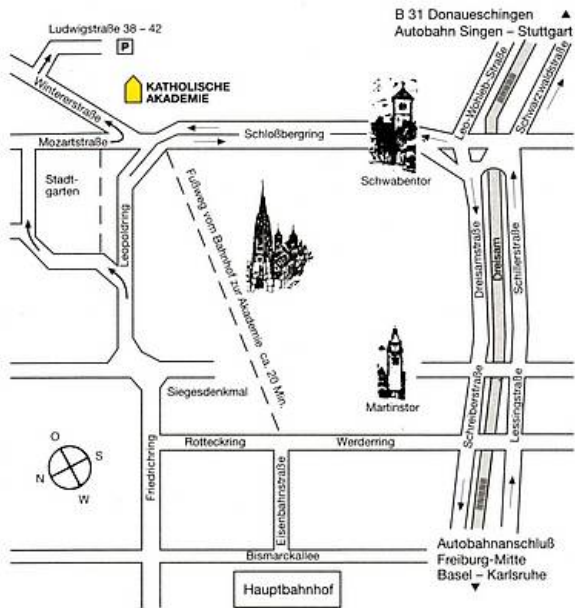 B 31 Donaueschingen
Autobahn Singen – Stuttgart
Ludwigstraße 38 – 42
P
KATHOLISCHE
AKADEMIE
Wintererstraße
Mozartstraße
Schloßbergring
Leo-Wohleb-Straße
Schwarzwaldstraße
Schwabentor
Stadt-
garten
Leopoldring
Fußweg vom Bahnhof zur Akademie ca. 20 Min.
Dreisamstraße
Dreisam
Schillerstraße
Siegesdenkmal
Martinstor
Schreiberstraße
Lessingstraße
O
S
N
W
Friedrichring
Rotteckring
Werderring
Eisenbahnstraße
Bismarckallee
Hauptbahnhof
Autobahnanschluß
Freiburg-Mitte
Basel – Karlsruhe